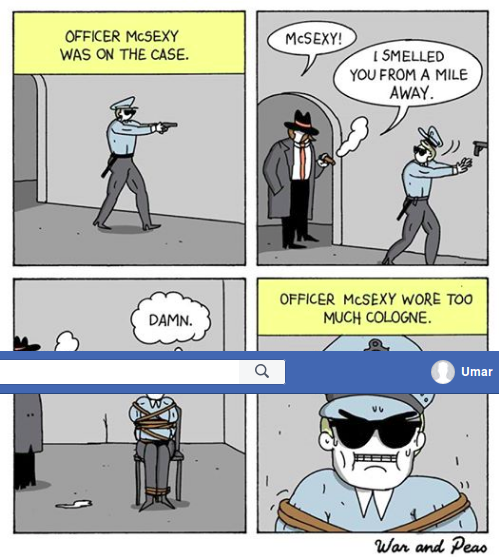 OFFICER McSEXY
WAS ON THE CASE.
McSEXY!
I SMELLED
YOU FROM A MILE
AWAY.
DAMN.
OFFICER McSEXY WORE TOO
MUCH COLOGNE.
Umar
War and Peas